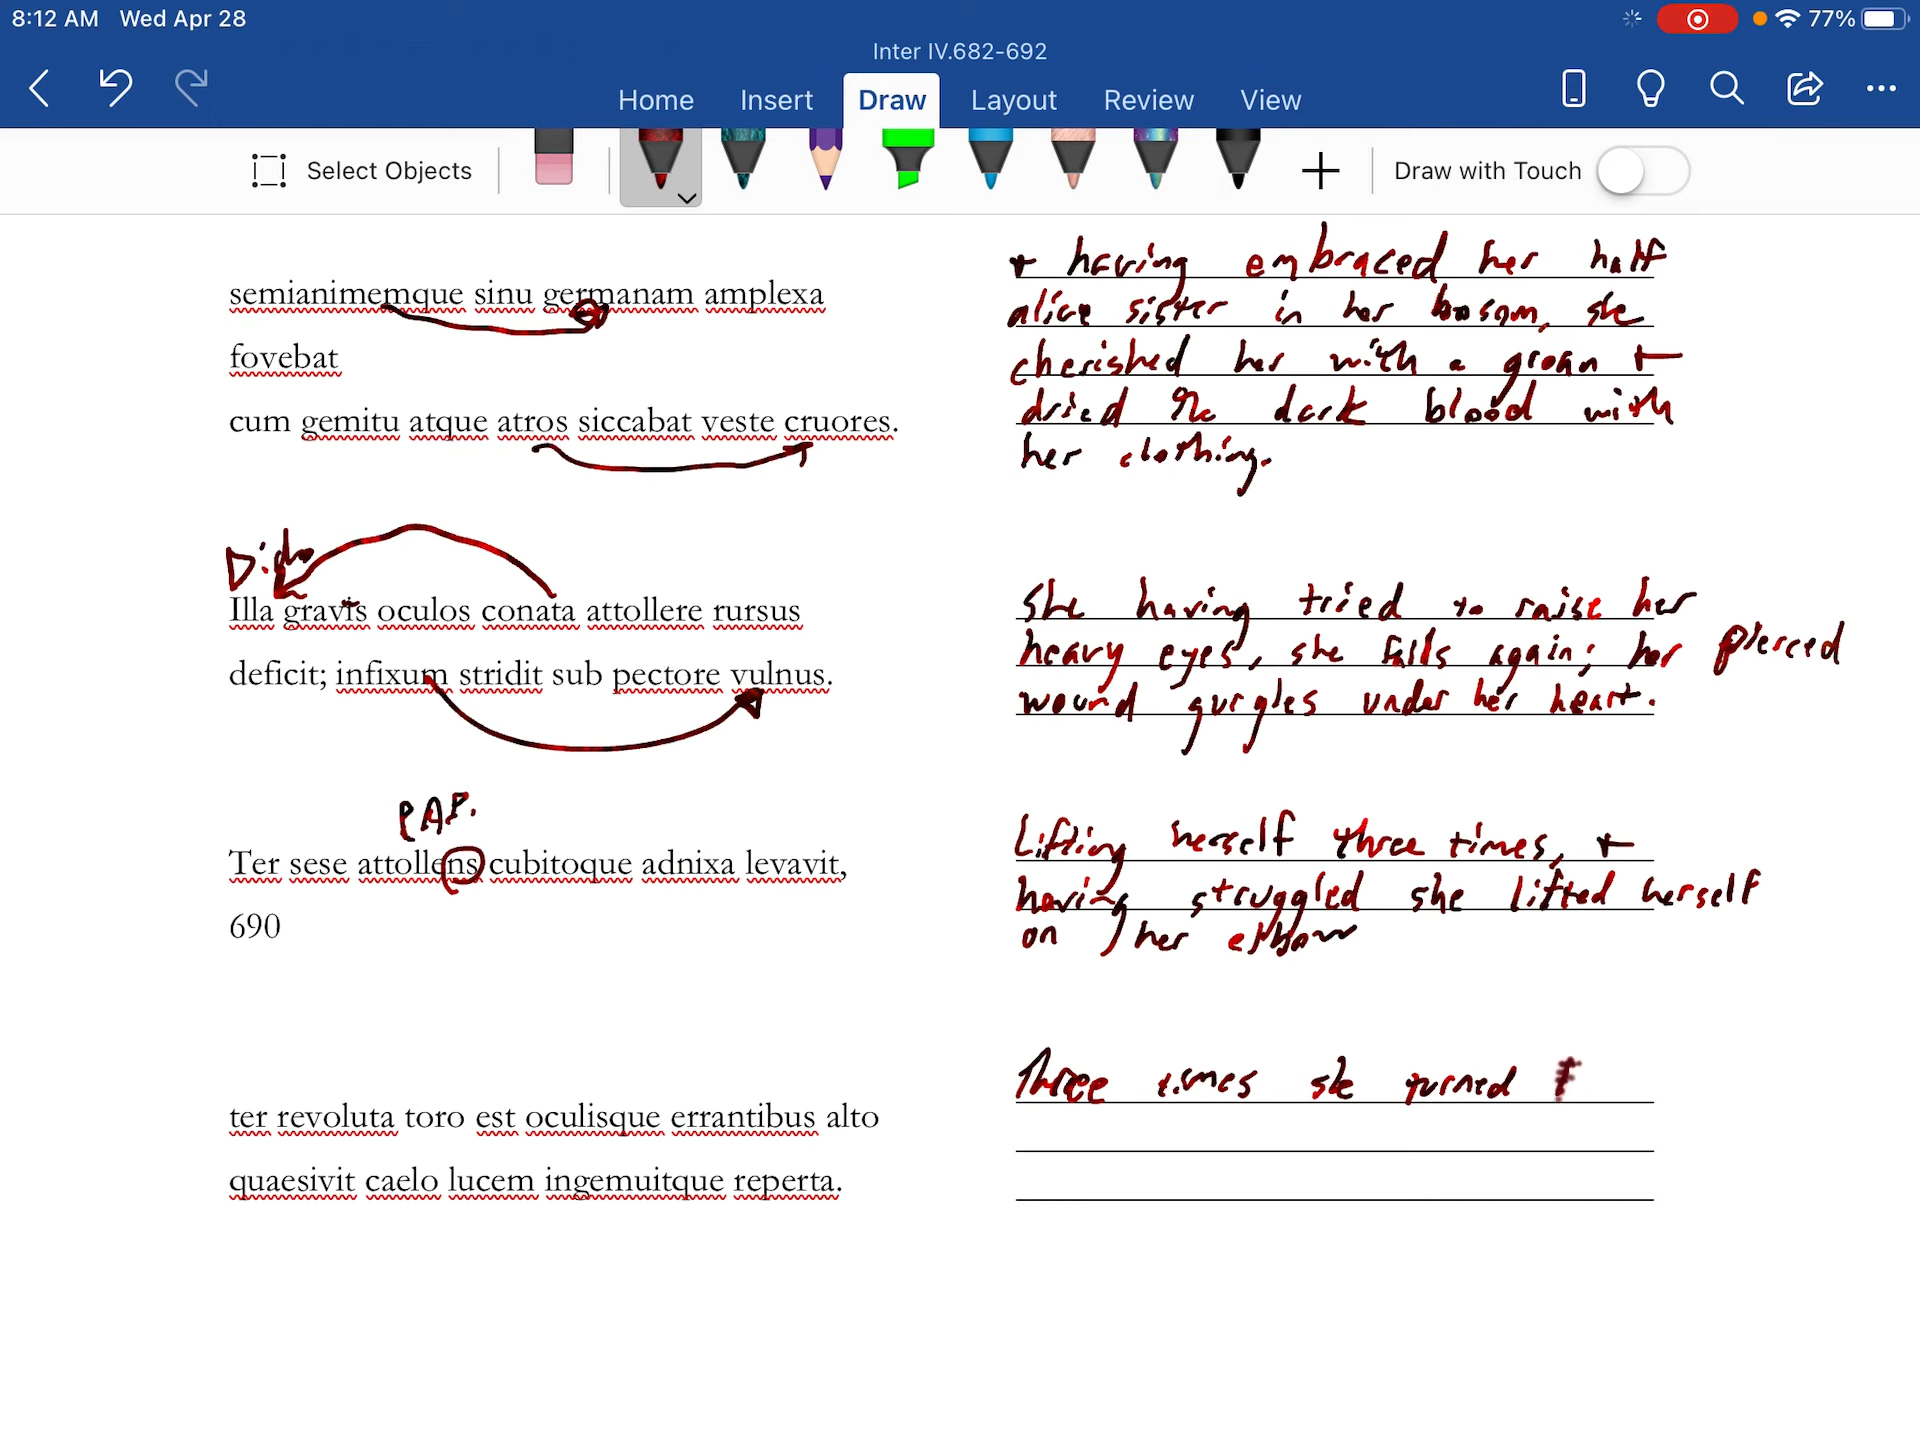 8:12 AM Wed Apr 28
77%
Inter IV.682-692
Home Insert Draw Layout Review View
Select Objects
Draw with Touch
semianimemque sinu germanam amplexa
fovebat
cum gemitu atque atros siccabat veste cruores.
+ having embraced her half
alive sister in her bosom, she
cherished her with a groan +
dried the dark blood with
her clothing.
Dido
Illa gravis oculos conata attollere rursus
deficit; infixum stridit sub pectore vulnus.
She having tried to raise her
heavy eyes, she falls again; her pierced
wound gurgles under her heart.
PAP.
Ter sese attollens cubitoque adnixa levavit,
690
Lifting herself three times, +
having struggled she lifted herself
on her elbow
ter revoluta toro est oculisque errantibus alto
quaesivit caelo lucem ingemuitque reperta.
Three times she turned